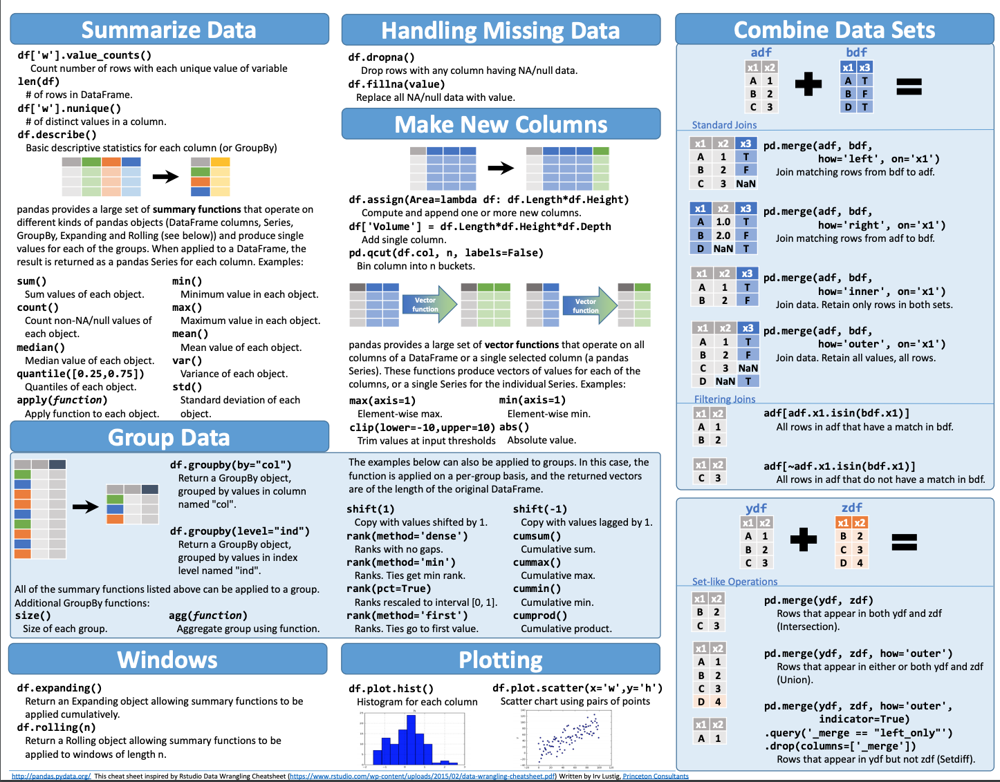 Summarize Data
df['w'].value_counts()
Count number of rows with each unique value of variable
len(df)
# of rows in DataFrame.
df['w'].nunique()
# of distinct values in a column.
df.describe()
Basic descriptive statistics for each column (or GroupBy)
pandas provides a large set of summary functions that operate on
different kinds of pandas objects (DataFrame columns, Series,
GroupBy, Expanding and Rolling (see below)) and produce single
values for each of the groups. When applied to a DataFrame, the
result is returned as a pandas Series for each column. Examples:
sum()
Sum values of each object.
count()
Count non-NA/null values of
each object.
median()
Median value of each object.
quantile([0.25,0.75])
Quantiles of each object.
apply(function)
Apply function to each object.
min()
Minimum value in each object.
max()
Maximum value in each object.
mean()
Mean value of each object.
var()
Variance of each object.
std()
Standard deviation of each
object.
Group Data
df.groupby(by="col")
Return a GroupBy object,
grouped by values in column
named "col".
df.groupby(level="ind")
Return a GroupBy object,
grouped by values in index
level named "ind".
All of the summary functions listed above can be applied to a group.
Additional GroupBy functions:
size()
Size of each group.
agg(function)
Aggregate group using function.
Windows
df.expanding()
Return an Expanding object allowing summary functions to be
applied cumulatively.
df.rolling(n)
Return a Rolling object allowing summary functions to be
applied to windows of length n.
Handling Missing Data
df.dropna()
Drop rows with any column having NA/null data.
df.fillna(value)
Replace all NA/null data with value.
Make New Columns
df.assign(Area=lambda df: df.Length*df.Height)
Compute and append one or more new columns.
df['Volume'] = df.Length*df.Height*df.Depth
Add single column.
pd.qcut(df.col, n, labels=False)
Bin column into n buckets.
Vector
function
Vector
function
pandas provides a large set of vector functions that operate on all
columns of a DataFrame or a single selected column (a pandas
Series). These functions produce vectors of values for each of the
columns, or a single Series for the individual Series. Examples:
max(axis=1)
Element-wise max.
clip(lower=-10,upper=10)
Trim values at input thresholds
min(axis=1)
Element-wise min.
abs()
Absolute value.
The examples below can also be applied to groups. In this case, the
function is applied on a per-group basis, and the returned vectors
are of the length of the original DataFrame.
shift(1)
Copy with values shifted by 1.
rank(method='dense')
Ranks with no gaps.
rank(method='min')
Ranks. Ties get min rank.
rank(pct=True)
Ranks rescaled to interval [0, 1].
rank(method='first')
Ranks. Ties go to first value.
shift(-1)
Copy with values lagged by 1.
cumsum()
Cumulative sum.
cummax()
Cumulative max.
cummin()
Cumulative min.
cumprod()
Cumulative product.
Plotting
df.plot.hist()
Histogram for each column
df.plot.scatter(x='w',y='h')
Scatter chart using pairs of points
Combine Data Sets
adf
x1 x2
A 1
B 2
C 3
bdf
x1 x3
A T
B F
D T
Standard Joins
x1 x2 x3
A 1 T
B 2 F
C 3 NaN
pd.merge(adf, bdf,
how='left', on='x1')
Join matching rows from bdf to adf.
x1 x2 x3
A 1.0 T
B 2.0 F
D NaN T
pd.merge(adf, bdf,
how='right', on='x1')
Join matching rows from adf to bdf.
x1 x2 x3
A 1 T
B 2 F
pd.merge(adf, bdf,
how='inner', on='x1')
Join data. Retain only rows in both sets.
x1 x2 x3
A 1 T
B 2 F
C 3 NaN
D NaN T
pd.merge(adf, bdf,
how='outer', on='x1')
Join data. Retain all values, all rows.
Filtering Joins
x1 x2
A 1
B 2
adf[adf.x1.isin(bdf.x1)]
All rows in adf that have a match in bdf.
x1 x2
C 3
adf[~adf.x1.isin(bdf.x1)]
All rows in adf that do not have a match in bdf.
ydf
x1 x2
A 1
B 2
C 3
zdf
x1 x2
B 2
C 3
D 4
Set-like Operations
x1 x2
B 2
C 3
pd.merge(ydf, zdf)
Rows that appear in both ydf and zdf
(Intersection).
x1 x2
A 1
B 2
C 3
D 4
pd.merge(ydf, zdf, how='outer')
Rows that appear in either or both ydf and zdf
(Union).
x1 x2
A 1
pd.merge(ydf, zdf, how='outer',
indicator=True)
.query('_merge == "left_only"')
.drop(columns=['_merge'])
Rows that appear in ydf but not zdf (Setdiff).
http://pandas.pydata.org/ This cheat sheet inspired by Rstudio Data Wrangling Cheatsheet (https://www.rstudio.com/wp-content/uploads/2015/02/data-wrangling-cheatsheet.pdf) Written by Irv Lustig, Princeton Consultants